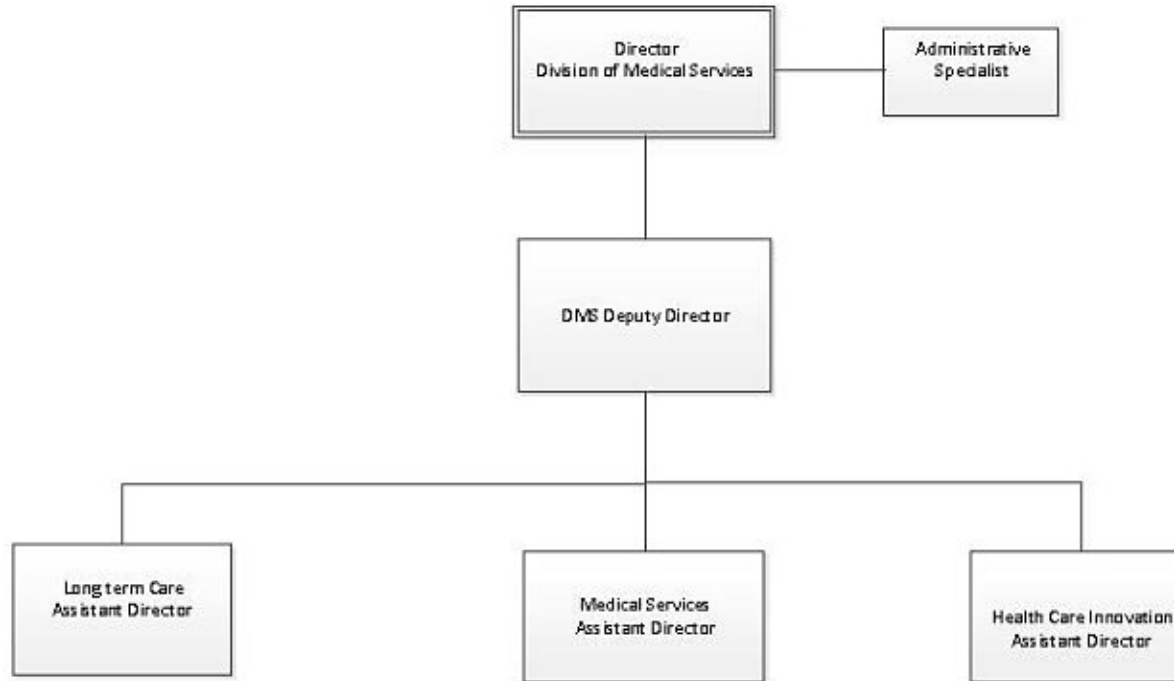 Director
Division of Medical Services
Administrative
Specialist
DMS Deputy Director
Long term Care
Assistant Director
Medical Services
Assistant Director
Health Care Innovation
Assistant Director